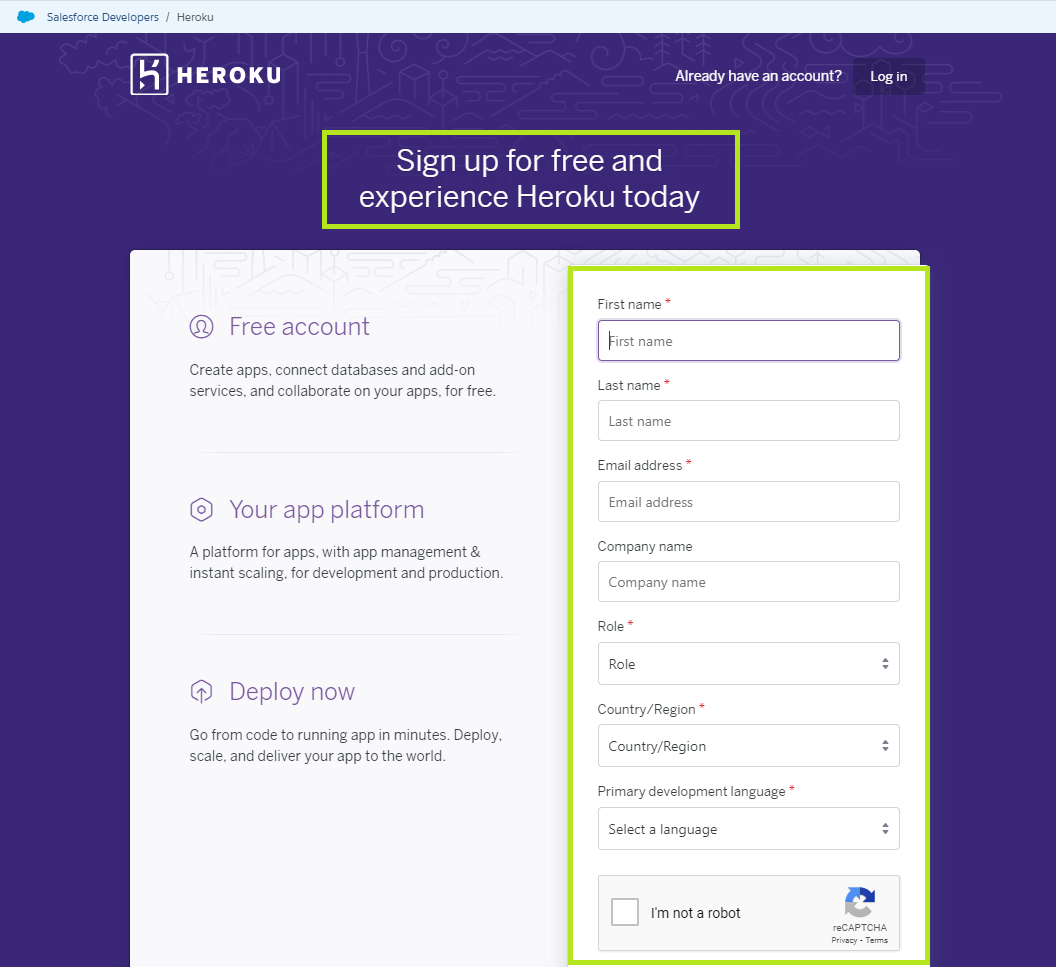 Salesforce Developers / Heroku
HEROKU
Already have an account?
Log in
Sign up for free and
experience Heroku today
Free account
Create apps, connect databases and add-on
services, and collaborate on your apps, for free.
Your app platform
A platform for apps, with app management &
instant scaling, for development and production.
Deploy now
Go from code to running app in minutes. Deploy,
scale, and deliver your app to the world.
First name *
First name
Last name *
Last name
Email address *
Email address
Company name
Company name
Role *
Role
Country/Region *
Country/Region
Primary development language *
Select a language
I'm not a robot
reCAPTCHA
Privacy - Terms